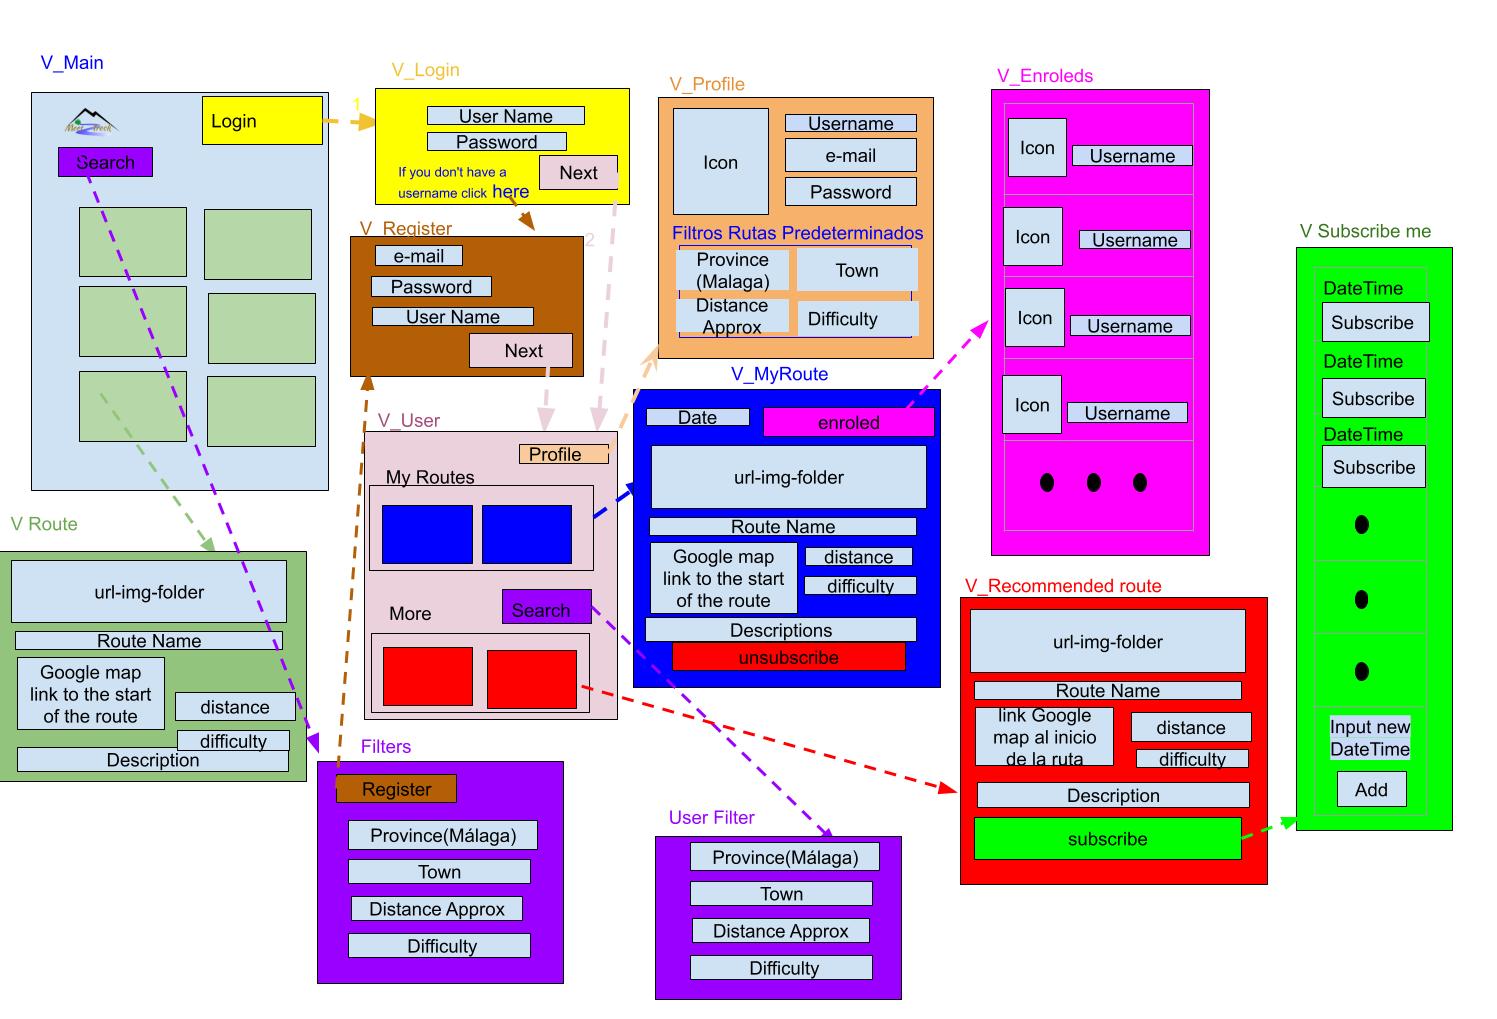 V_Main
Meet
Treck
Login
Search
1
V_Login
User Name
Password
If you don't have a
username click here
Next
V_Register
e-mail
Password
User Name
Next
2
V_Profile
Icon
Username
e-mail
Password
Filtros Rutas Predeterminados
Province
(Malaga)
Town
Distance
Approx
Difficulty
V_Enroleds
Icon
Username
Icon
Username
Icon
Username
Icon
Username
V Subscribe me
DateTime
Subscribe
DateTime
Subscribe
DateTime
Subscribe
Input new
DateTime
Add
V_User
Profile
My Routes
Search
More
V_MyRoute
Date
enroled
url-img-folder
Route Name
Google map
link to the start
of the route
distance
difficulty
Descriptions
unsubscribe
V Route
url-img-folder
Route Name
Google map
link to the start
of the route
distance
difficulty
Description
Filters
Register
Province(Málaga)
Town
Distance Approx
Difficulty
User Filter
Province(Málaga)
Town
Distance Approx
Difficulty
V_Recommended route
url-img-folder
Route Name
link Google
map al inicio
de la ruta
distance
difficulty
Description
subscribe